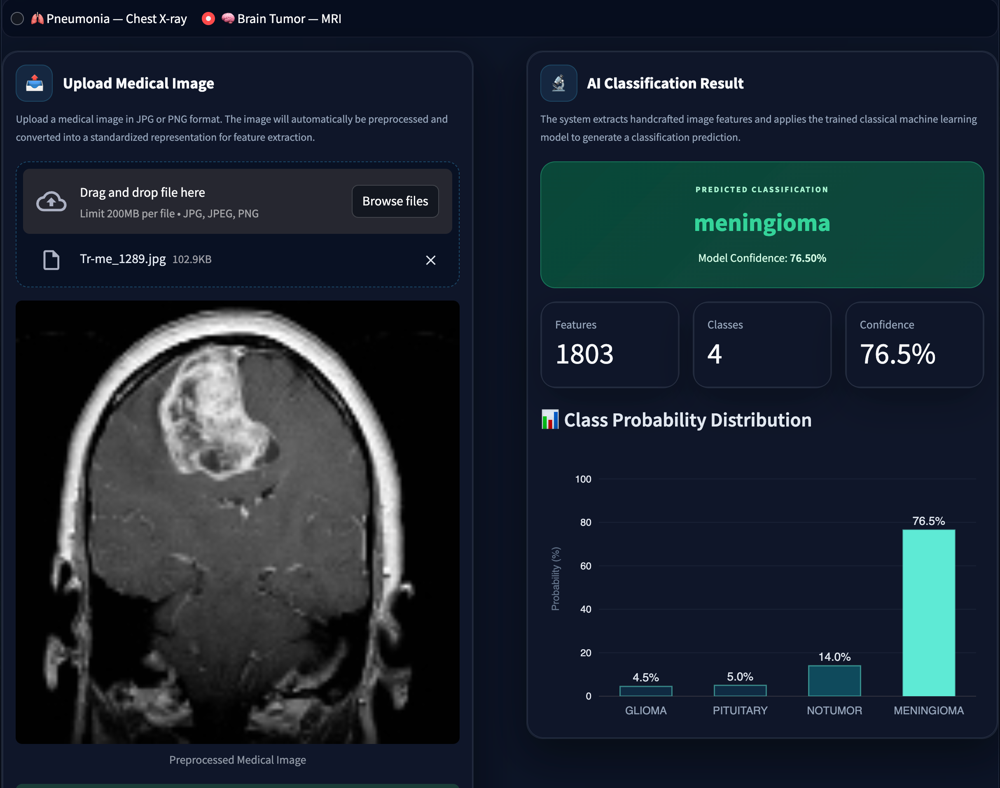 Pneumonia — Chest X-ray
Brain Tumor — MRI
Upload Medical Image
Upload a medical image in JPG or PNG format. The image will automatically be preprocessed and
converted into a standardized representation for feature extraction.
Drag and drop file here
Limit 200MB per file • JPG, JPEG, PNG
Browse files
Tr-me_1289.jpg 102.9KB
Preprocessed Medical Image
AI Classification Result
The system extracts handcrafted image features and applies the trained classical machine learning
model to generate a classification prediction.
PREDICTED CLASSIFICATION
meningioma
Model Confidence: 76.50%
Features
1803
Classes
4
Confidence
76.5%
Class Probability Distribution
Probability (%)
100
80
60
40
20
0
4.5%
5.0%
14.0%
76.5%
GLIOMA
PITUITARY
NOTUMOR
MENINGIOMA